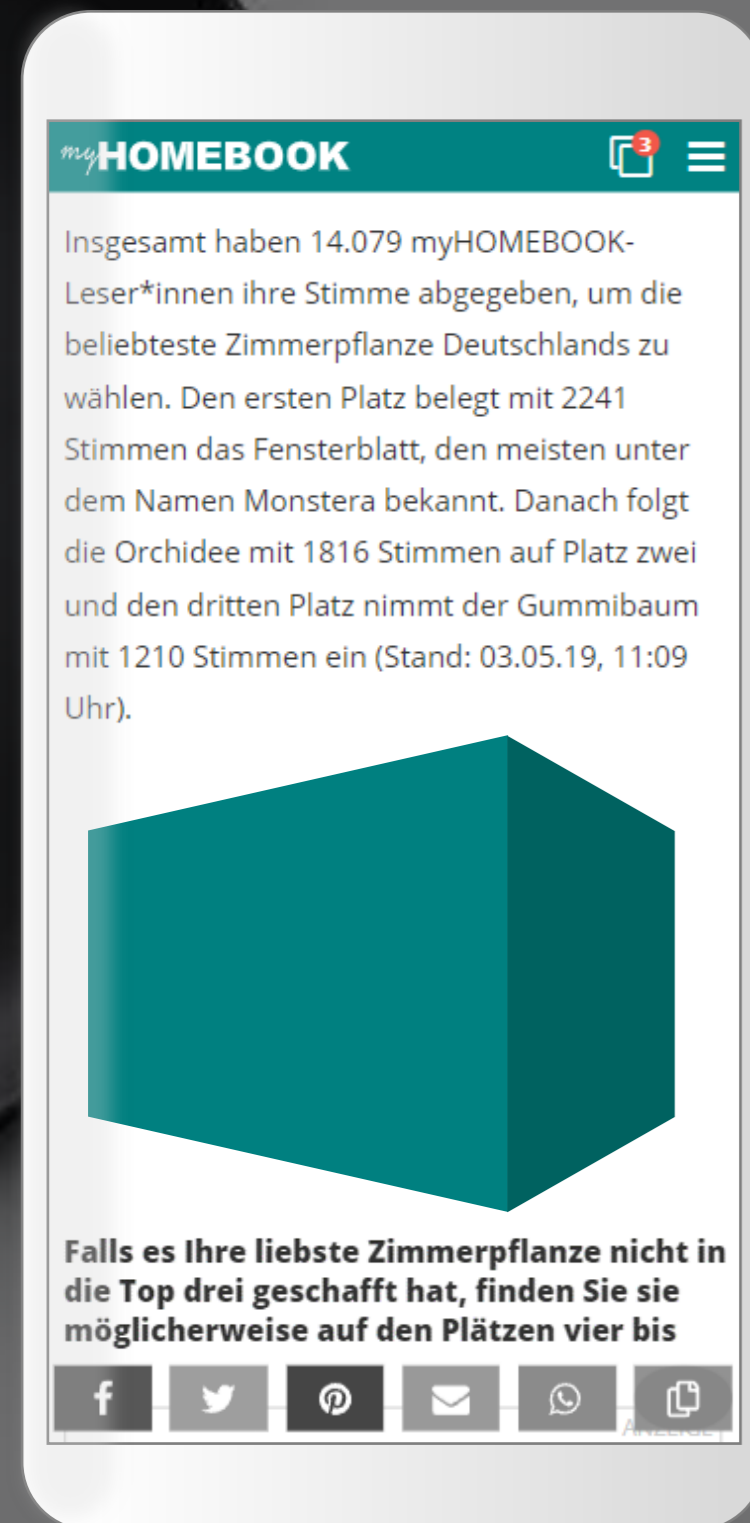 myHOMEBOOK
3
Insgesamt haben 14.079 myHOMEBOOK-
Leser*innen ihre Stimme abgegeben, um die
beliebteste Zimmerpflanze Deutschlands zu
wählen. Den ersten Platz belegt mit 2241
Stimmen das Fensterblatt, den meisten unter
dem Namen Monstera bekannt. Danach folgt
die Orchidee mit 1816 Stimmen auf Platz zwei
und den dritten Platz nimmt der Gummibaum
mit 1210 Stimmen ein (Stand: 03.05.19, 11:09
Uhr).
Falls es Ihre liebste Zimmerpflanze nicht in
die Top drei geschafft hat, finden Sie sie
möglicherweise auf den Plätzen vier bis
ANZEIGE